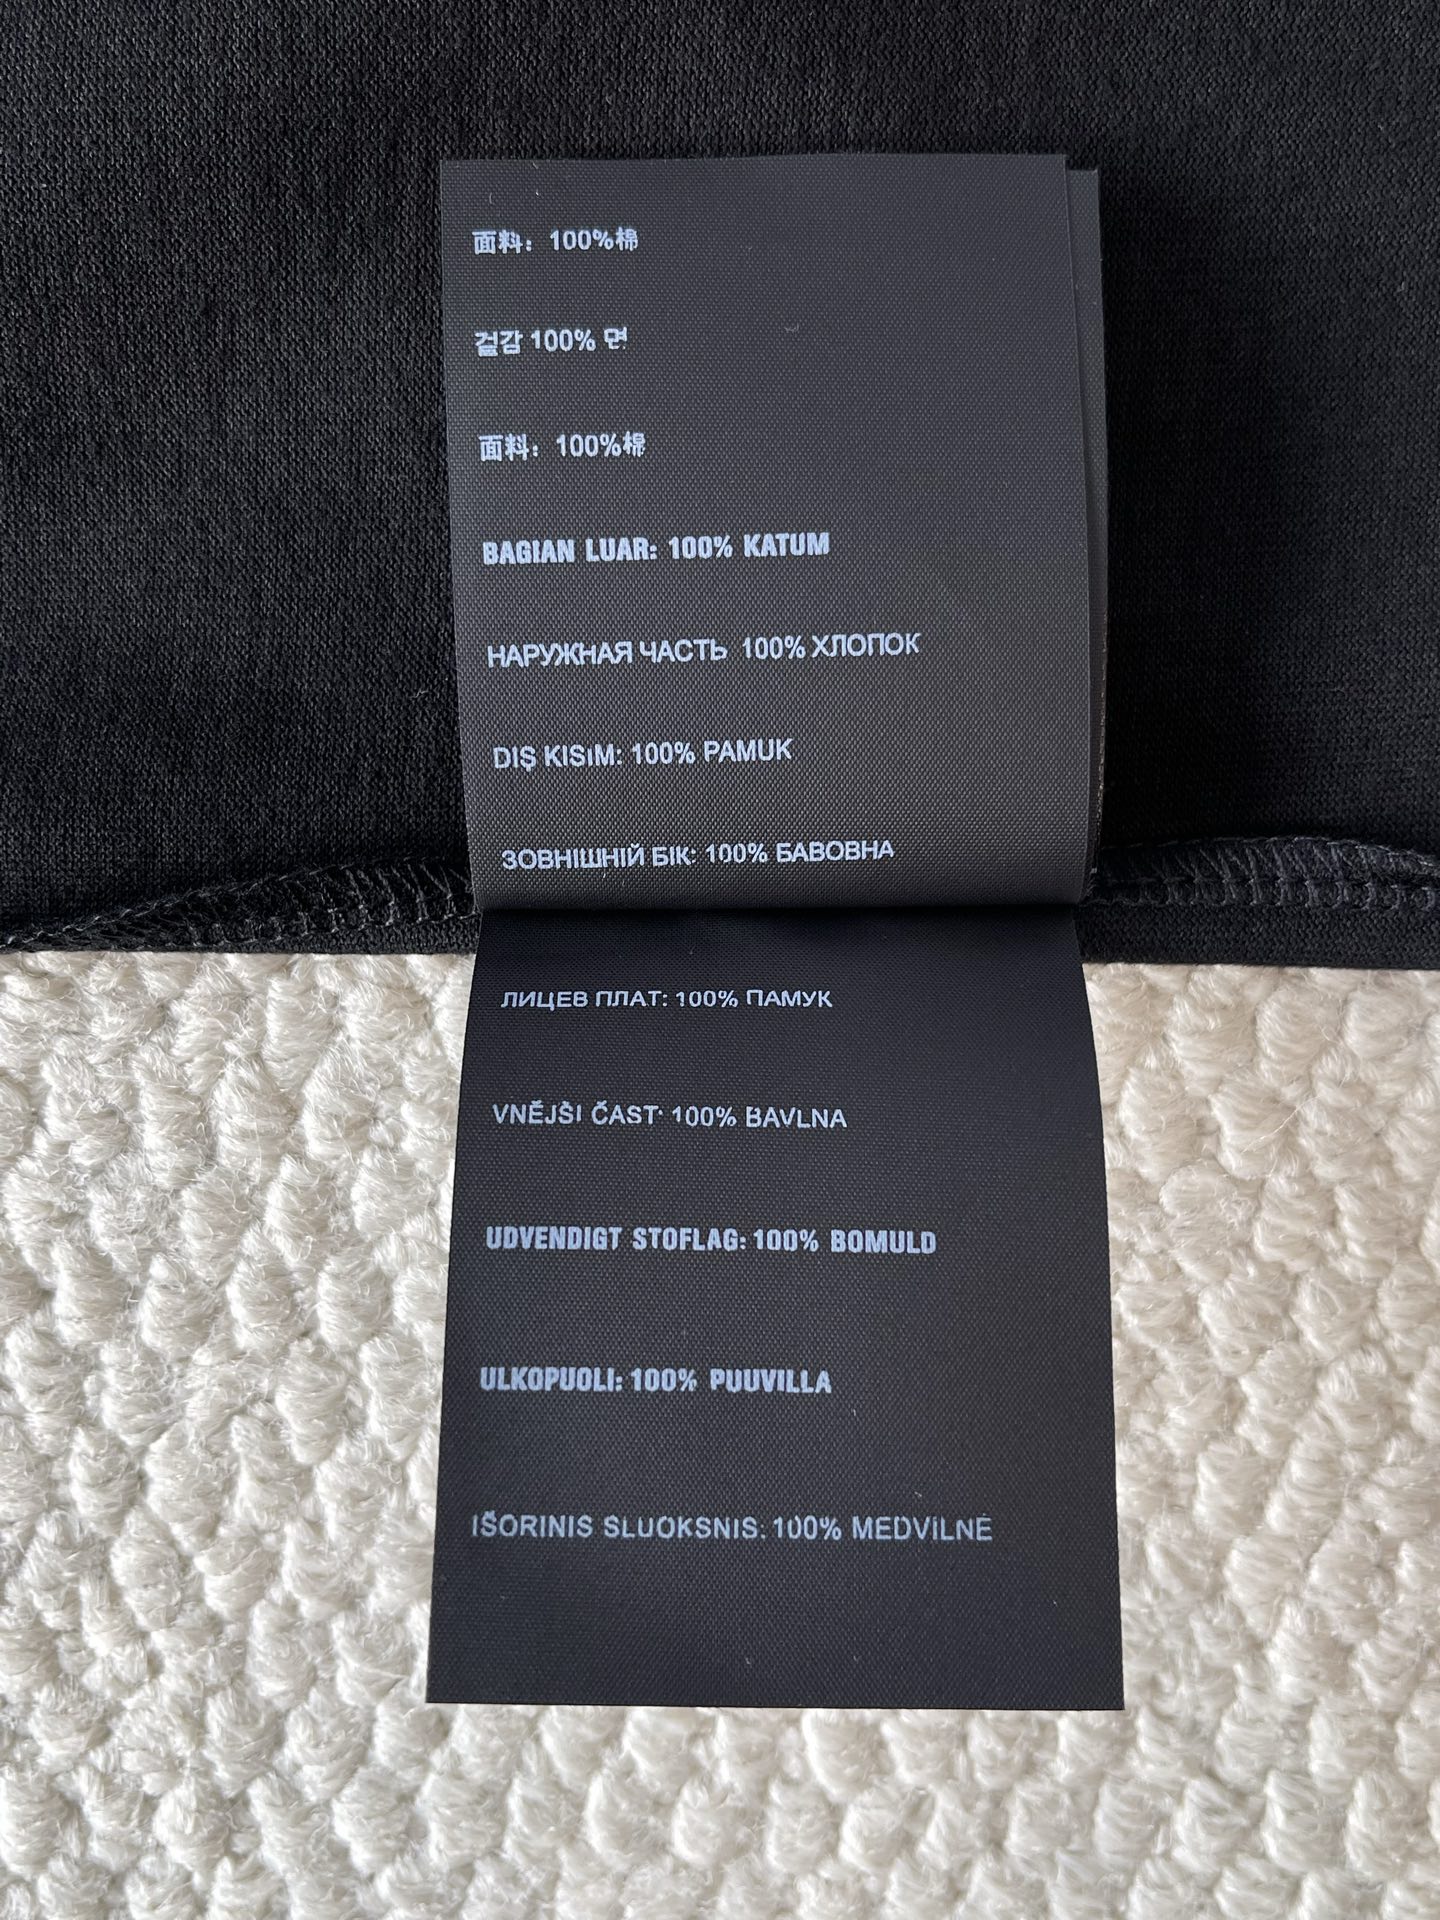 面料：100%棉
겉감 100% 면
面料：100%棉
BAGIAN LUAR: 100% KATUM
НАРУЖНАЯ ЧАСТЬ 100% ХЛОПОК
DIŞ KISIM: 100% PAMUK
ЗОВНІШНІЙ БІК: 100% БАВОВНА
ЛИЦЕВ ПЛАТ: 100% ПАМУК
VNĚJŠI ČAST: 100% BAVLNA
UDVENDIGT STOFLAG: 100% BOMULD
ULKOPUOLI: 100% PUUVILLA
IŠORINIS SLUOKSNIS: 100% MEDVILNĖ